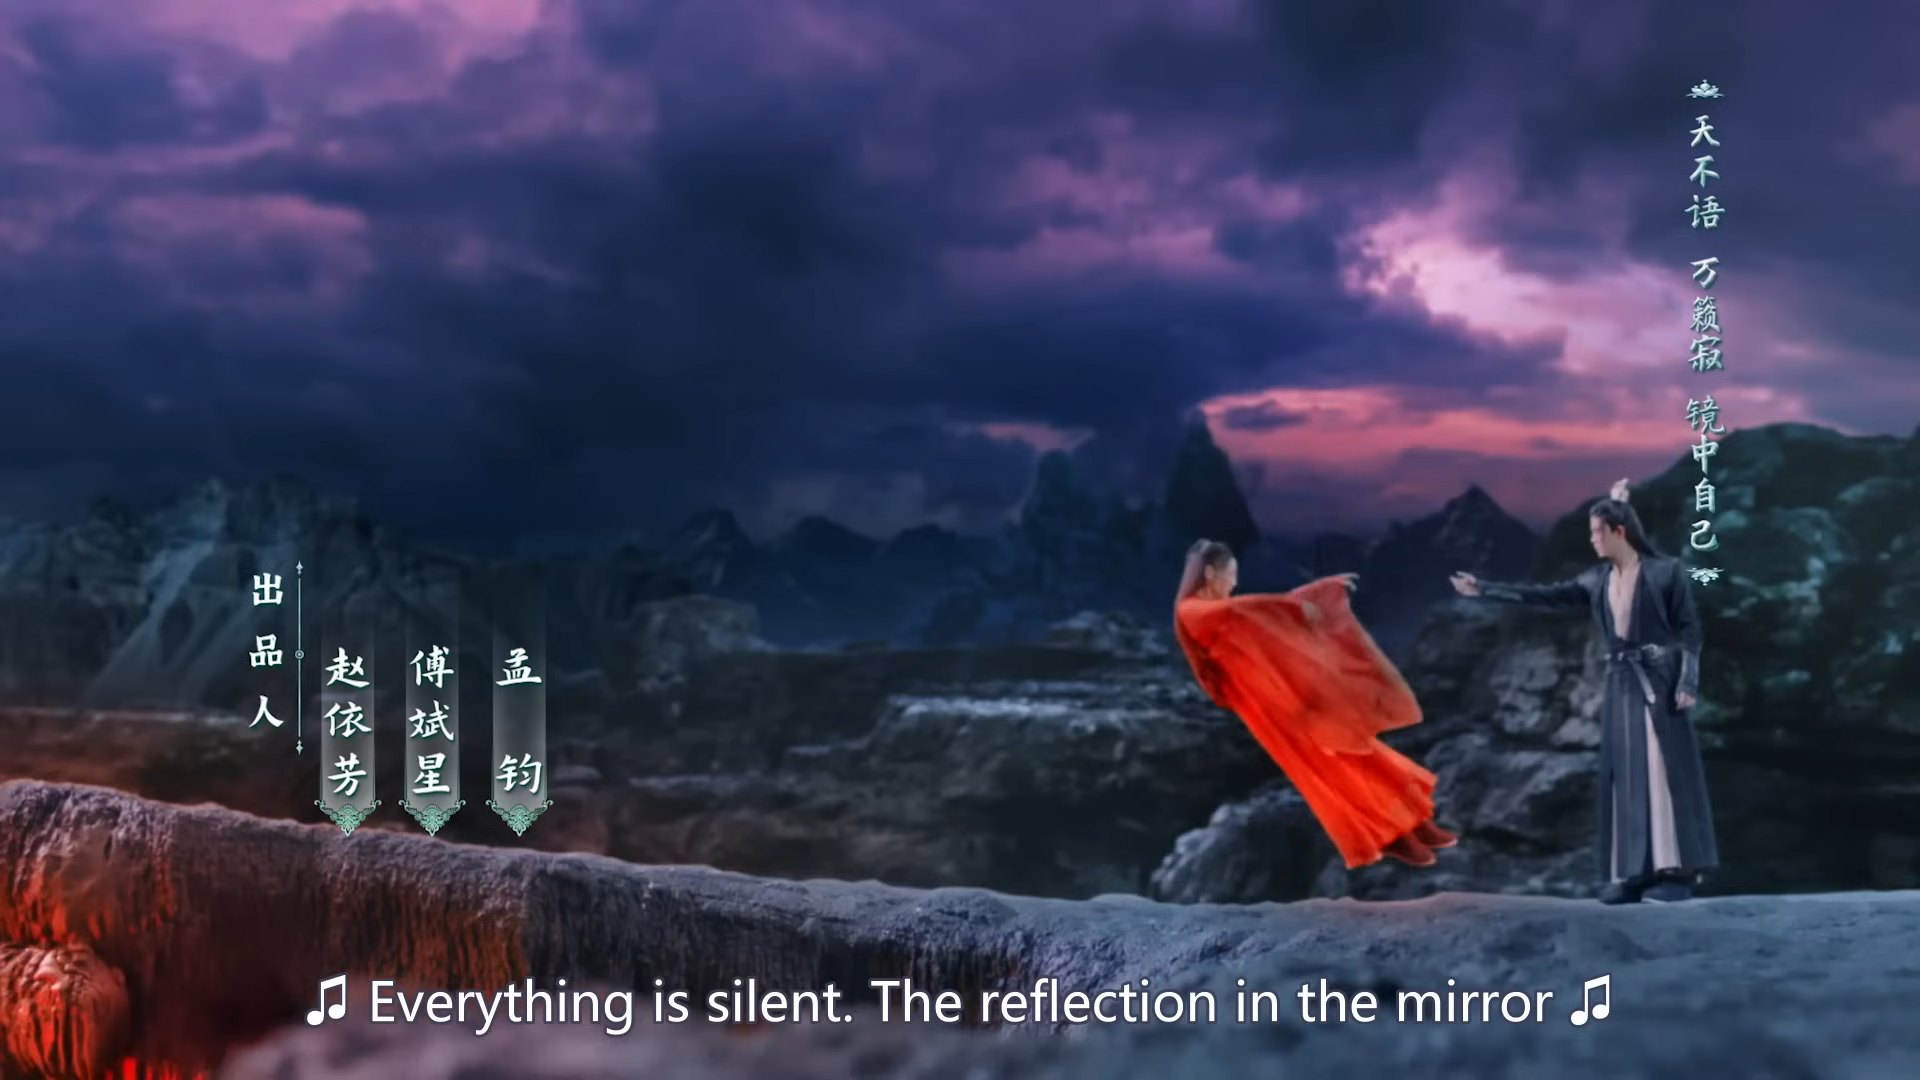 天不语 万籁寂 镜中自己
出品人
赵依芳
傅斌星
孟钧
♫ Everything is silent. The reflection in the mirror ♫